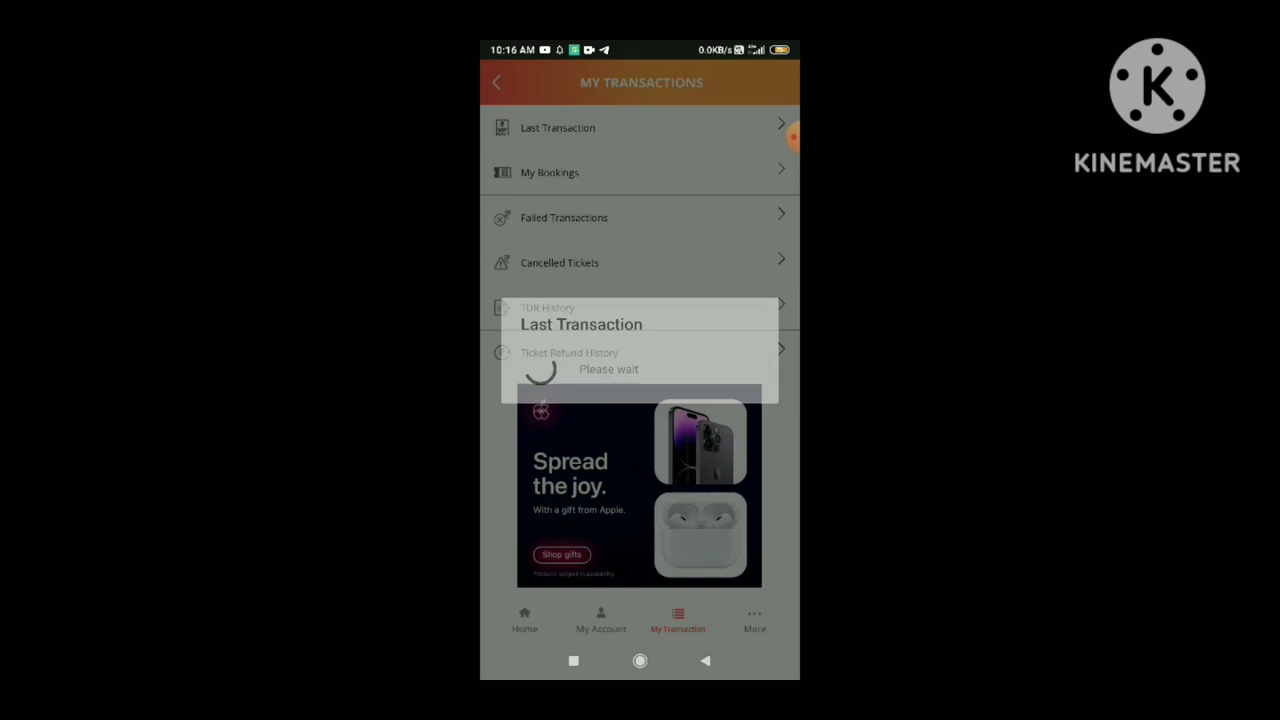 10:16 AM
0.0KB/s
MY TRANSACTIONS
KINEMASTER
Last Transaction
My Bookings
Failed Transactions
Cancelled Tickets
TDR History
Last Transaction
Ticket Refund History
Please wait
Spread
the joy.
With a gift from Apple.
Shop gifts
Home
My Account
My Transaction
More